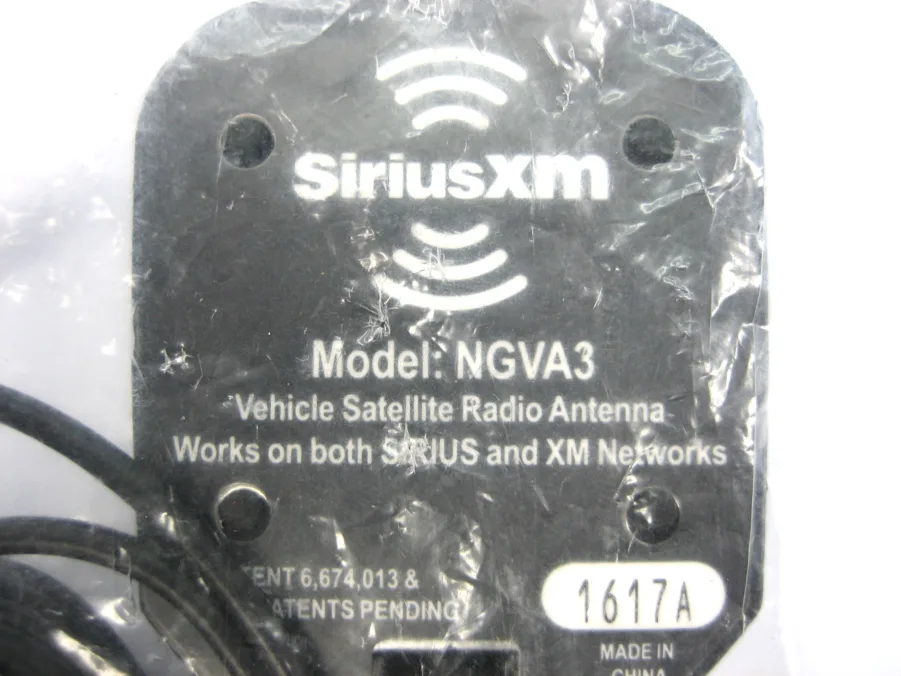 SiriusXm
Model: NGVA3
Vehicle Satellite Radio Antenna
Works on both SIRIUS and XM Networks
6,674,013 &
PENDING
1617A
MADE IN
CHINA